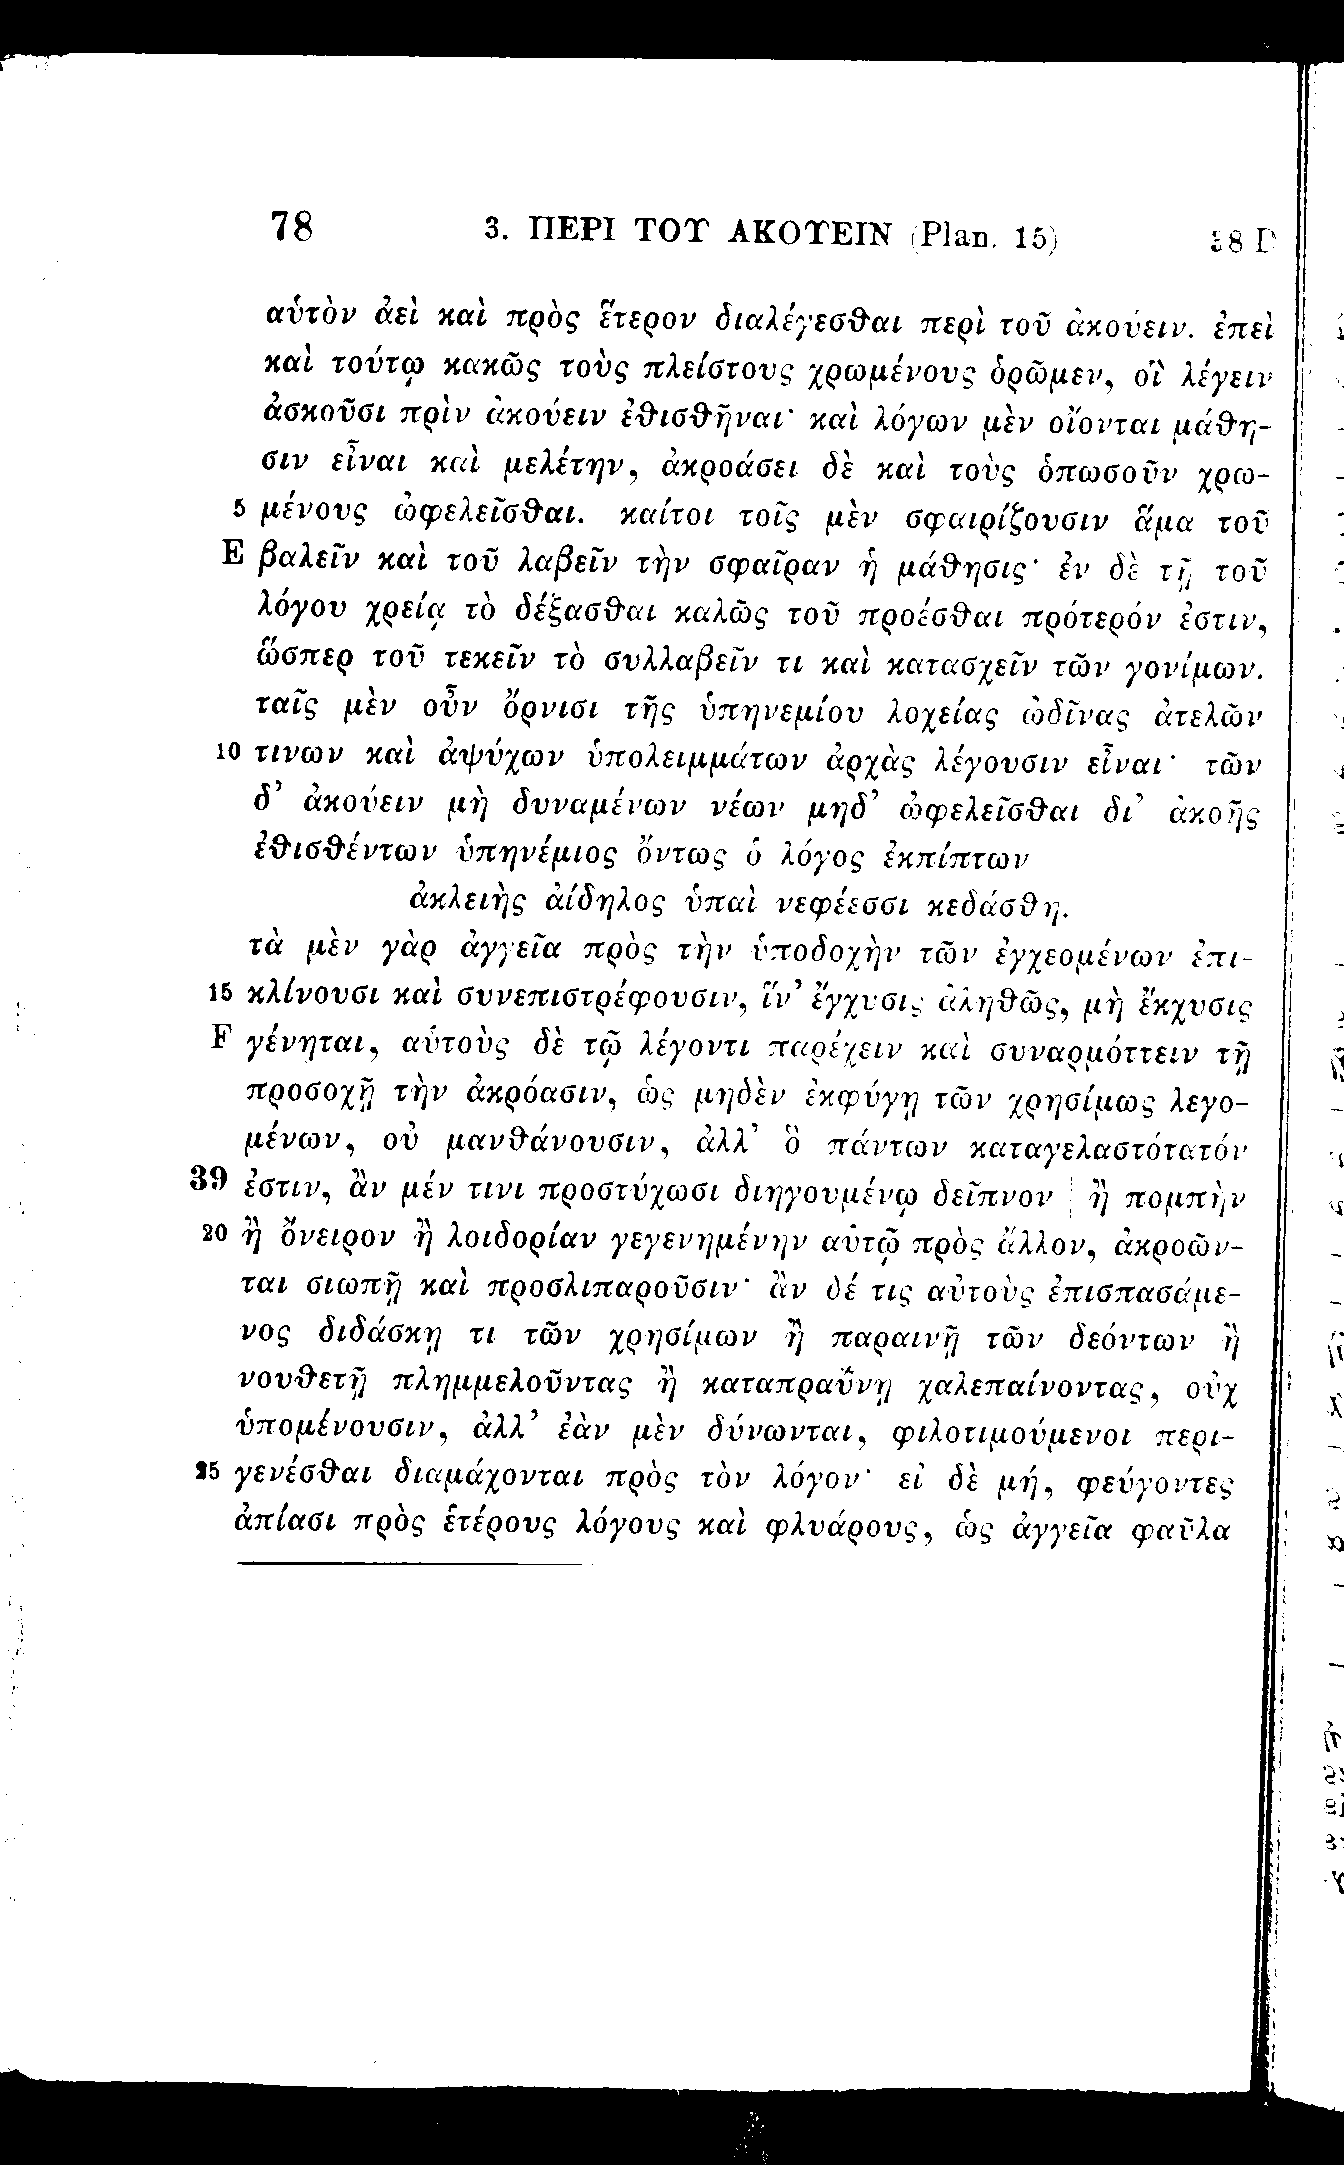 78 3. ΠΕΡΙ ΤΟΥ ΑΚΟΥΕΙΝ (Plan. 15) 38 D
αὑτὸν ἀεὶ καὶ πρὸς ἕτερον διαλέγεσθαι περὶ τοῦ ἀκούειν. ἐπεὶ
καὶ τούτῳ κακῶς τοὺς πλείστους χρωμένους ὁρῶμεν, οἳ λέγειν
ἀσκοῦσι πρὶν ἀκούειν ἐθισθῆναι· καὶ λόγων μὲν οἴονται μάθη-
σιν εἶναι καὶ μελέτην, ἀκροάσει δὲ καὶ τοὺς ὁπωσοῦν χρω-
5 μένους ὠφελεῖσθαι. καίτοι τοῖς μὲν σφαιρίζουσιν ἅμα τοῦ
E βαλεῖν καὶ τοῦ λαβεῖν τὴν σφαῖραν ἡ μάθησις· ἐν δὲ τῇ τοῦ
λόγου χρείᾳ τὸ δέξασθαι καλῶς τοῦ προέσθαι πρότερόν ἐστιν,
ὥσπερ τοῦ τεκεῖν τὸ συλλαβεῖν τι καὶ κατασχεῖν τῶν γονίμων.
ταῖς μὲν οὖν ὄρνισι τῆς ὑπηνεμίου λοχείας ὠδῖνας ἀτελῶν
10 τινων καὶ ἀψύχων ὑπολειμμάτων ἀρχὰς λέγουσιν εἶναι· τῶν
δ’ ἀκούειν μὴ δυναμένων νέων μηδ’ ὠφελεῖσθαι δι’ ἀκοῆς
ἐθισθέντων ὑπηνέμιος ὄντως ὁ λόγος ἐκπίπτων
ἀκλειὴς ἀίδηλος ὑπαὶ νεφέεσσι κεδάσθη.
τὰ μὲν γὰρ ἀγγεῖα πρὸς τὴν ὑποδοχὴν τῶν ἐγχεομένων ἐπι-
15 κλίνουσι καὶ συνεπιστρέφουσιν, ἵν’ ἔγχυσις ἀληθῶς, μὴ ἔκχυσις
F γένηται, αὑτοὺς δὲ τῷ λέγοντι παρέχειν καὶ συναρμόττειν τῇ
προσοχῇ τὴν ἀκρόασιν, ὡς μηδὲν ἐκφύγῃ τῶν χρησίμως λεγο-
μένων, οὐ μανθάνουσιν, ἀλλ’ ὃ πάντων καταγελαστότατόν
39 ἐστιν, ἂν μέν τινι προστύχωσι διηγουμένῳ δεῖπνον | ἢ πομπὴν
20 ἢ ὄνειρον ἢ λοιδορίαν γεγενημένην αὐτῷ πρὸς ἄλλον, ἀκροῶν-
ται σιωπῇ καὶ προσλιπαροῦσιν· ἂν δέ τις αὐτοὺς ἐπισπασάμε-
νος διδάσκῃ τι τῶν χρησίμων ἢ παραινῇ τῶν δεόντων ἢ
νουθετῇ πλημμελοῦντας ἢ καταπραΰνῃ χαλεπαίνοντας, οὐχ
ὑπομένουσιν, ἀλλ’ ἐὰν μὲν δύνωνται, φιλοτιμούμενοι περι-
25 γενέσθαι διαμάχονται πρὸς τὸν λόγον· εἰ δὲ μή, φεύγοντες
ἀπίασι πρὸς ἑτέρους λόγους καὶ φλυάρους, ὡς ἀγγεῖα φαῦλα